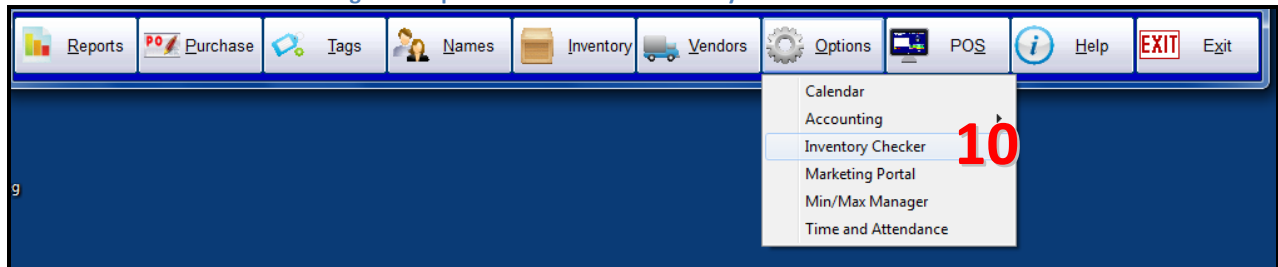 Reports PO Purchase Tags Names Inventory Vendors Options POS i Help EXIT Exit
Calendar
Accounting
Inventory Checker 10
Marketing Portal
g
Min/Max Manager
Time and Attendance